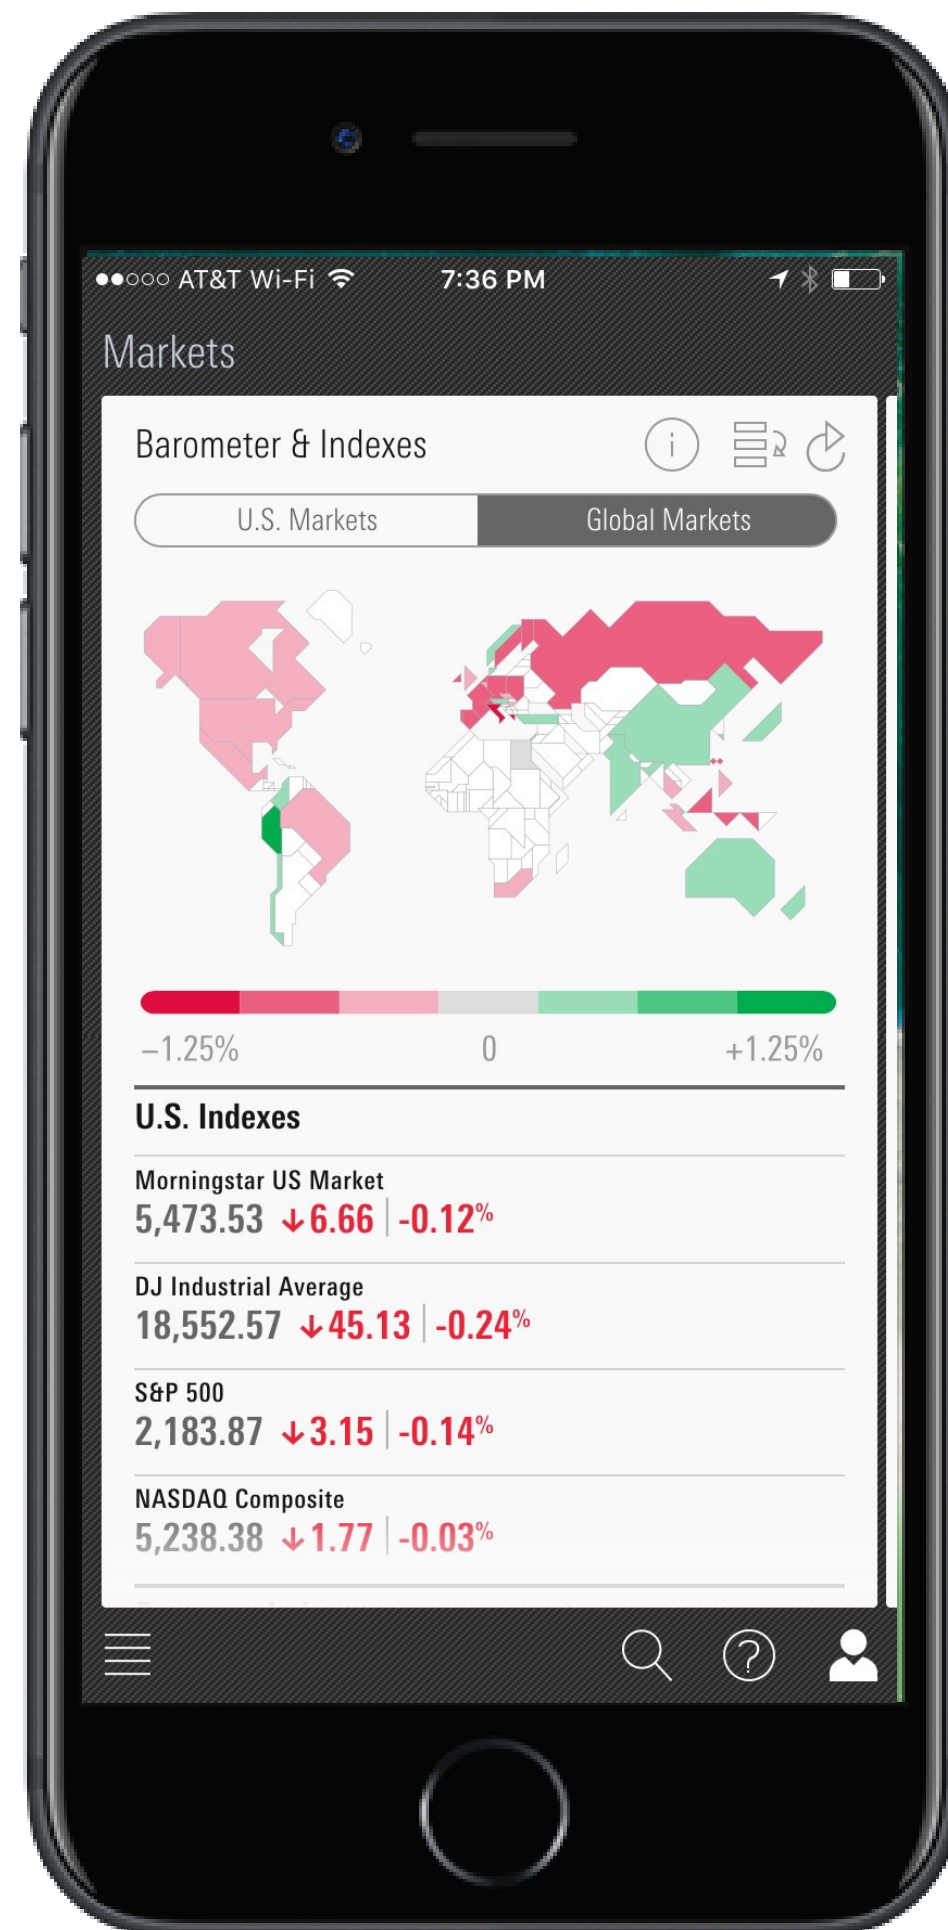 AT&T Wi-Fi 7:36 PM
Markets
Barometer & Indexes
U.S. Markets Global Markets
–1.25% 0 +1.25%
U.S. Indexes
Morningstar US Market
5,473.53 ↓6.66 -0.12%
DJ Industrial Average
18,552.57 ↓45.13 -0.24%
S&P 500
2,183.87 ↓3.15 -0.14%
NASDAQ Composite
5,238.38 ↓1.77 -0.03%